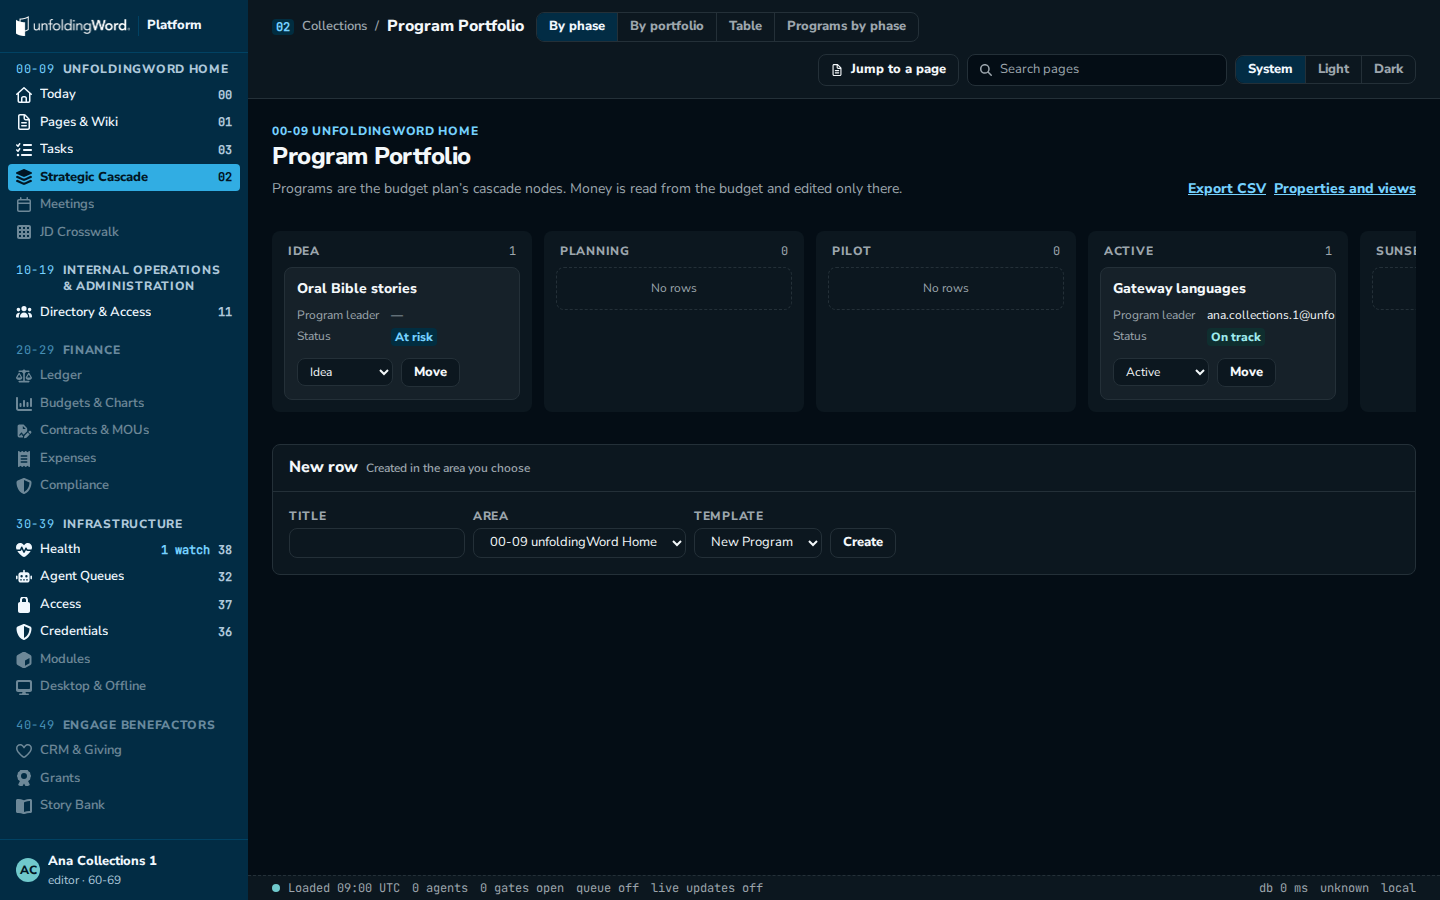 unfoldingWord. Platform
00-09 UNFOLDINGWORD HOME
Today 00
Pages & Wiki 01
Tasks 03
Strategic Cascade 02
Meetings
JD Crosswalk
10-19 INTERNAL OPERATIONS
& ADMINISTRATION
Directory & Access 11
20-29 FINANCE
Ledger
Budgets & Charts
Contracts & MOUs
Expenses
Compliance
30-39 INFRASTRUCTURE
Health 1 watch 38
Agent Queues 32
Access 37
Credentials 36
Modules
Desktop & Offline
40-49 ENGAGE BENEFACTORS
CRM & Giving
Grants
Story Bank
AC Ana Collections 1
editor · 60-69
02 Collections / Program Portfolio By phase By portfolio Table Programs by phase
Jump to a page Search pages System Light Dark
00-09 UNFOLDINGWORD HOME
Program Portfolio
Programs are the budget plan's cascade nodes. Money is read from the budget and edited only there. Export CSV Properties and views
IDEA 1
Oral Bible stories
Program leader —
Status At risk
Idea Move
PLANNING 0
No rows
PILOT 0
No rows
ACTIVE 1
Gateway languages
Program leader ana.collections.1@unfo
Status On track
Active Move
SUNSE
New row Created in the area you choose
TITLE AREA TEMPLATE
00-09 unfoldingWord Home New Program Create
Loaded 09:00 UTC 0 agents 0 gates open queue off live updates off db 0 ms unknown local